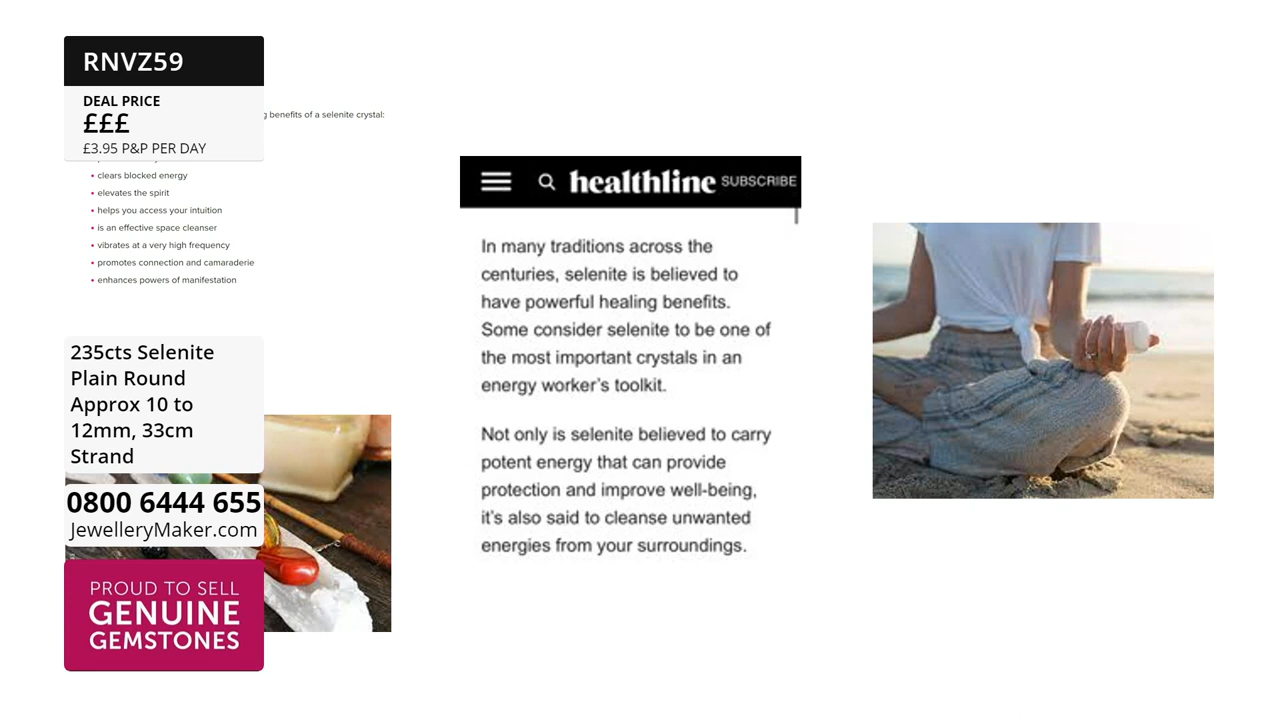 RNVZ59
DEAL PRICE
£££
£3.95 P&P PER DAY
benefits of a selenite crystal:
• clears blocked energy
• elevates the spirit
• helps you access your intuition
• is an effective space cleanser
• vibrates at a very high frequency
• promotes connection and camaraderie
• enhances powers of manifestation
235cts Selenite
Plain Round
Approx 10 to
12mm, 33cm
Strand
0800 6444 655
JewelleryMaker.com
PROUD TO SELL
GENUINE
GEMSTONES
healthline SUBSCRIBE
In many traditions across the
centuries, selenite is believed to
have powerful healing benefits.
Some consider selenite to be one of
the most important crystals in an
energy worker's toolkit.
Not only is selenite believed to carry
potent energy that can provide
protection and improve well-being,
it's also said to cleanse unwanted
energies from your surroundings.